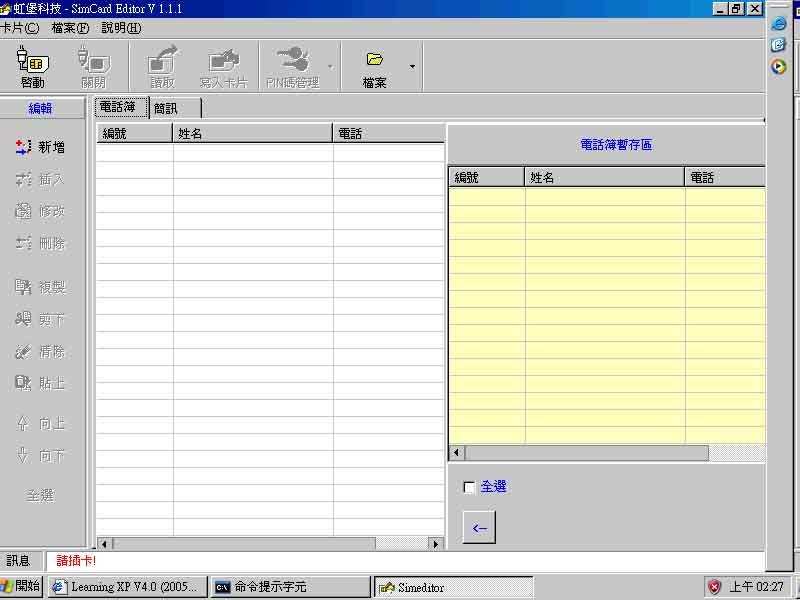 虹堡科技 - SimCard Editor V 1.1.1
卡片(C) 檔案(F) 說明(H)
啓動 關閉 讀取 寫入卡片 PIN碼管理 檔案
編輯 電話簿 簡訊
編號 姓名 電話
電話簿暫存區
編號 姓名 電話
新增
插入
修改
刪除
複製
剪下
清除
貼上
向上
向下
全選
全選
<--
訊息 請插卡!
開始 Learning XP V4.0 (2005... 命令提示字元 Simeditor 上午 02:27